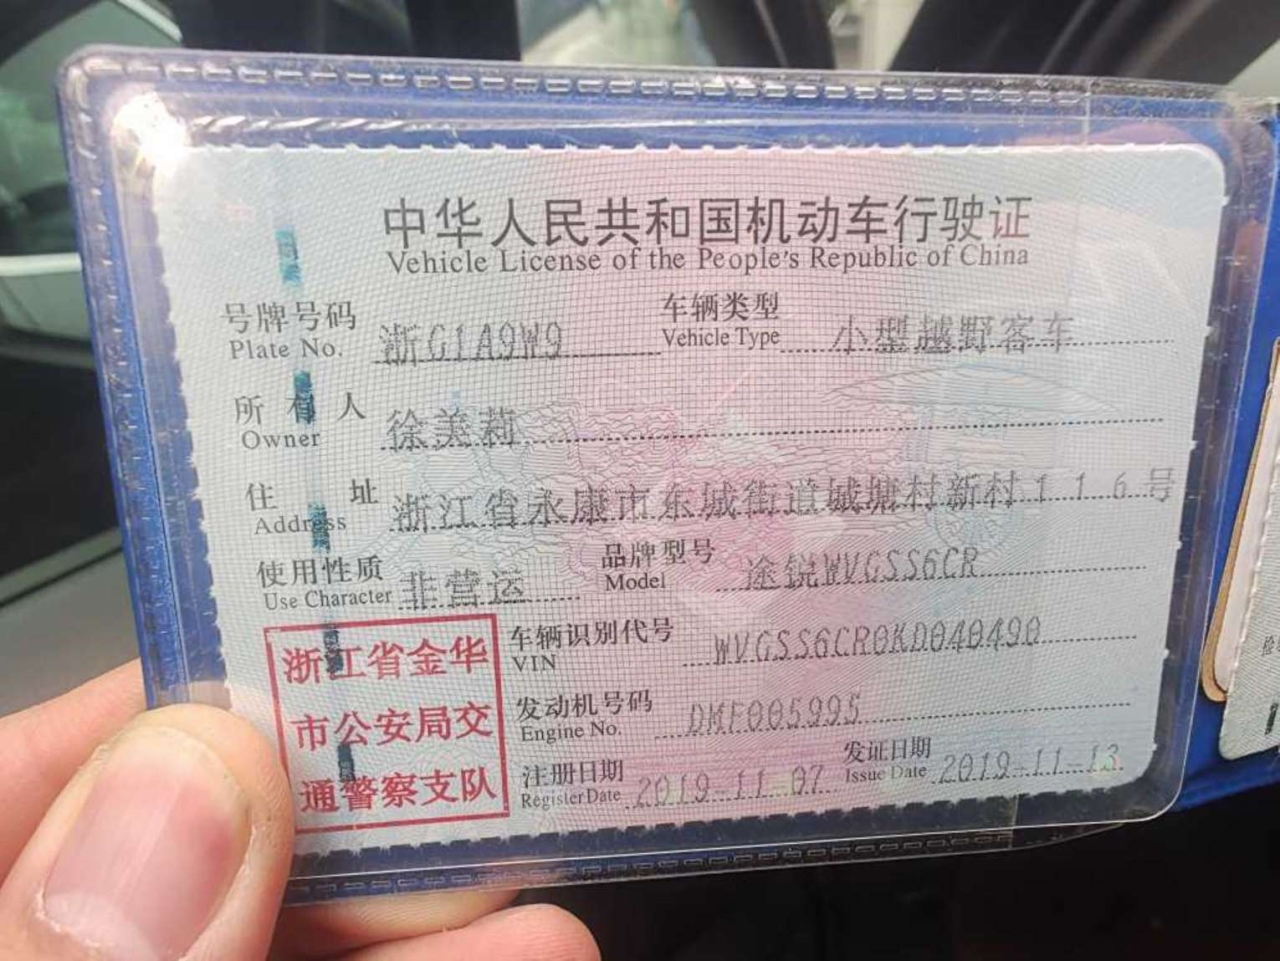 中华人民共和国机动车行驶证
Vehicle License of the People's Republic of China
号牌号码 浙G1A9W9 车辆类型 小型越野客车
Plate No. Vehicle Type
所有人 徐美莉
Owner
住址 浙江省永康市东城街道城塘村新村116号
Address
使用性质 非营运 品牌型号 途锐WVGSS6CR
Use Character Model
浙江省金华
市公安局交
通警察支队
车辆识别代号 WVGSS6CR0KD040490
VIN
发动机号码 DMF005995
Engine No.
注册日期 2019-11-07 发证日期 2019-11-13
Register Date Issue Date